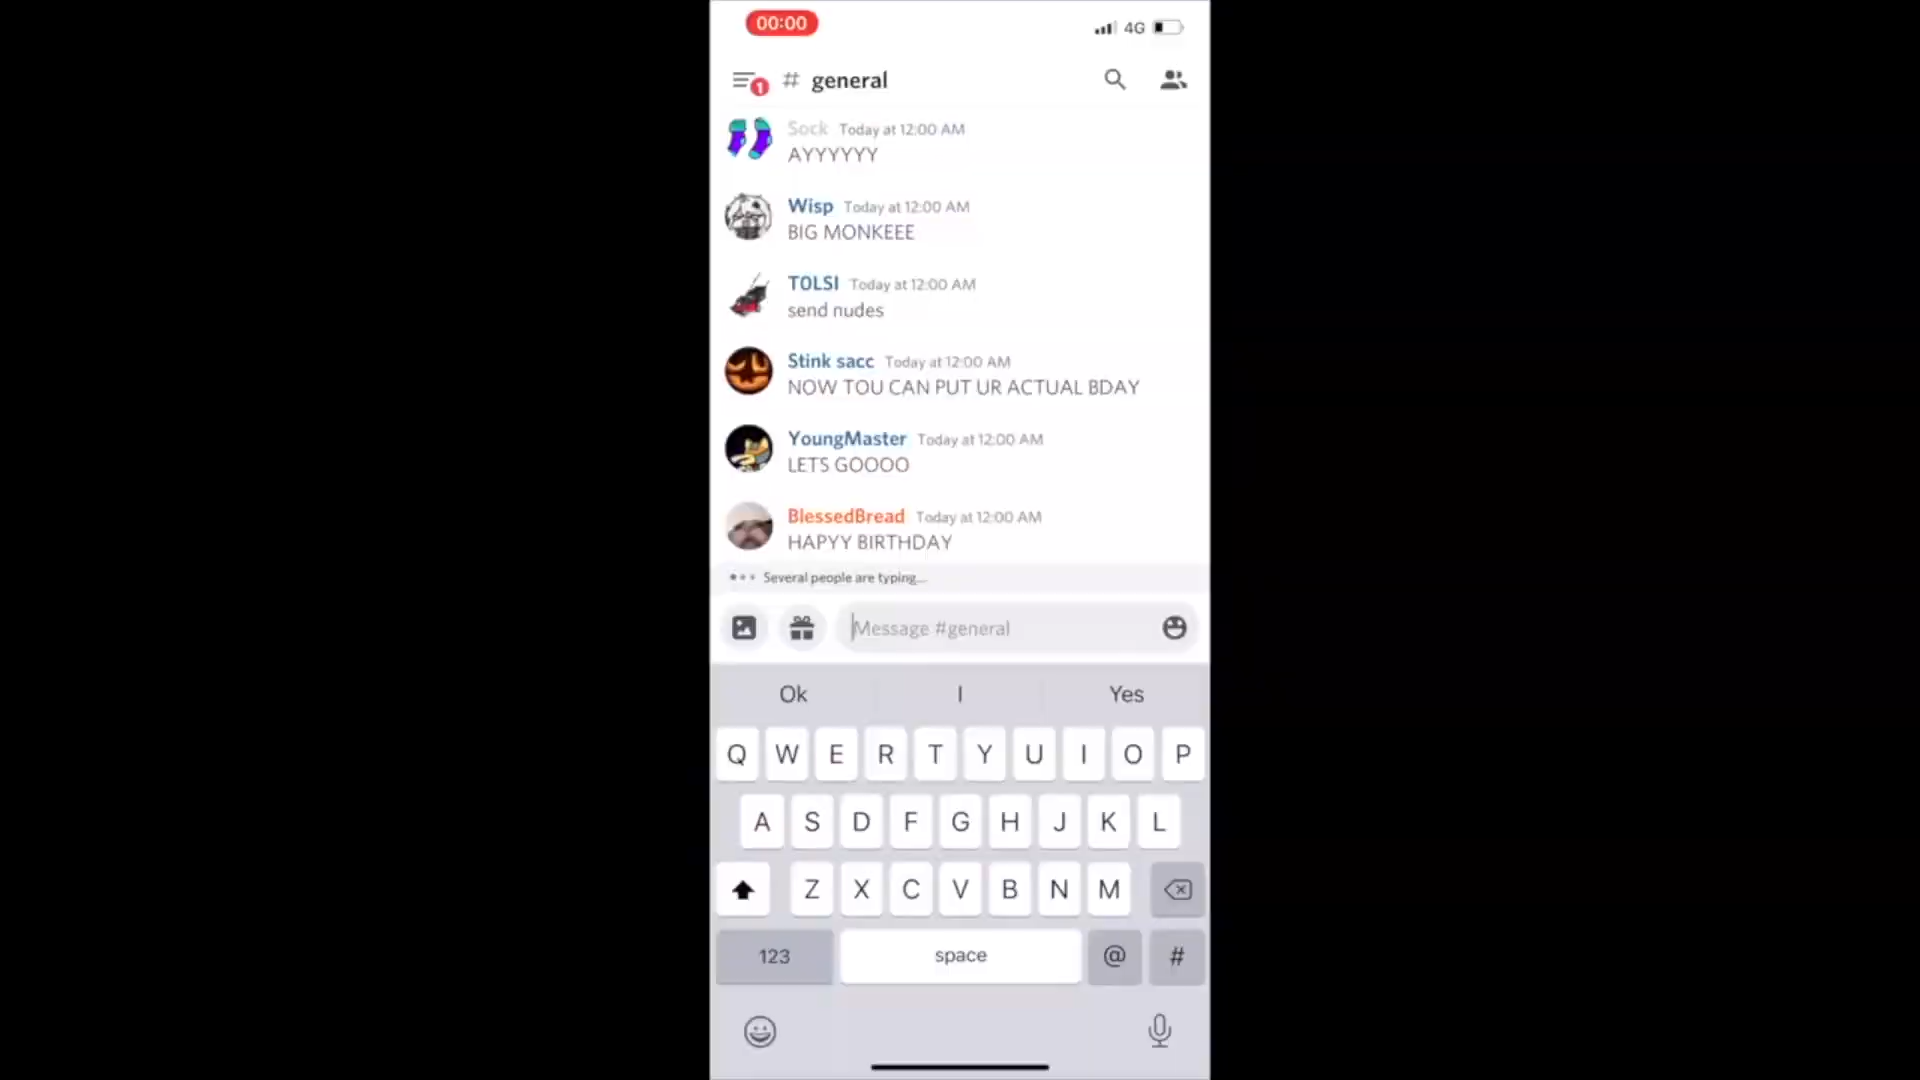 00:00
4G
1
# general
Sock Today at 12:00 AM
AYYYYYY
Wisp Today at 12:00 AM
BIG MONKEEE
TOLSI Today at 12:00 AM
send nudes
Stink sacc Today at 12:00 AM
NOW TOU CAN PUT UR ACTUAL BDAY
YoungMaster Today at 12:00 AM
LETS GOOOO
BlessedBread Today at 12:00 AM
HAPYY BIRTHDAY
Several people are typing...
Message #general
Ok I Yes
Q W E R T Y U I O P
A S D F G H J K L
Z X C V B N M
123 space @ #